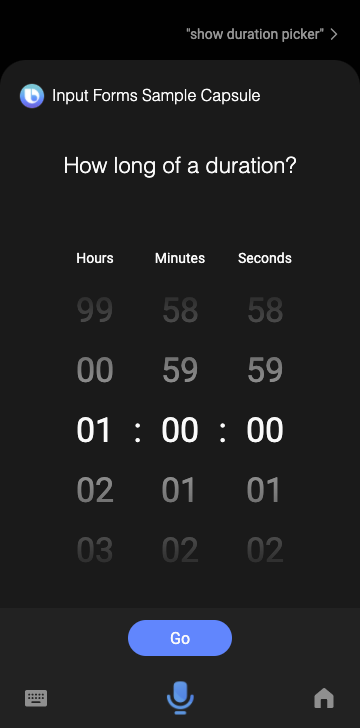 "show duration picker"
Input Forms Sample Capsule
How long of a duration?
Hours Minutes Seconds
99 58 58
00 59 59
01 : 00 : 00
02 01 01
03 02 02
Go